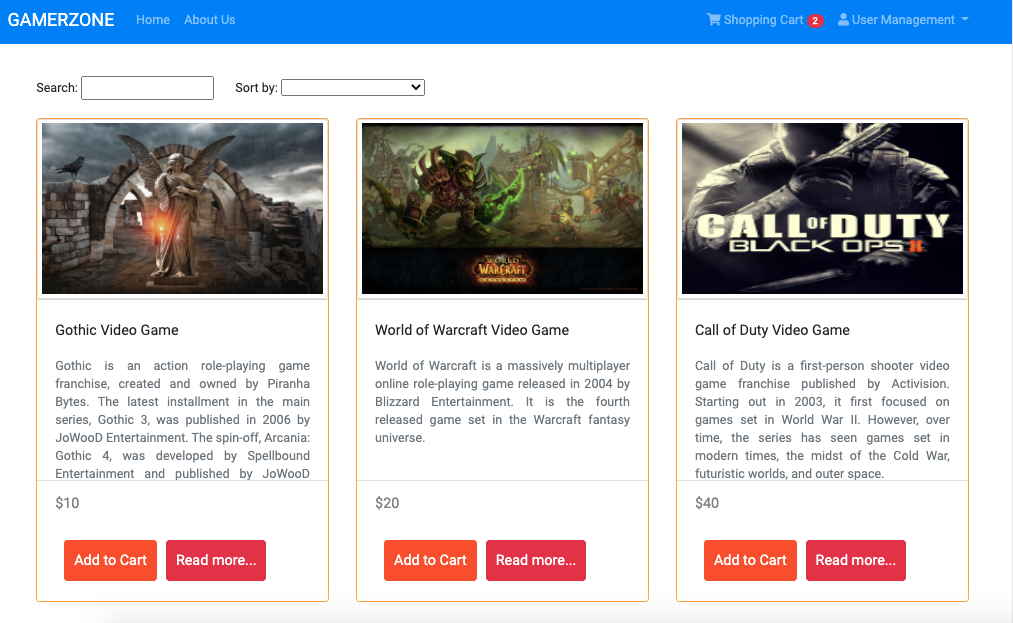 GAMERZONE Home About Us Shopping Cart 2 User Management
Search: Sort by:
WORLD
WARCRAFT
CATACLYSM
CALL OF DUTY
BLACK OPS II
Gothic Video Game
Gothic is an action role-playing game
franchise, created and owned by Piranha
Bytes. The latest installment in the main
series, Gothic 3, was published in 2006 by
JoWooD Entertainment. The spin-off, Arcania:
Gothic 4, was developed by Spellbound
Entertainment and published by JoWooD
$10
Add to Cart Read more...
World of Warcraft Video Game
World of Warcraft is a massively multiplayer
online role-playing game released in 2004 by
Blizzard Entertainment. It is the fourth
released game set in the Warcraft fantasy
universe.
$20
Add to Cart Read more...
Call of Duty Video Game
Call of Duty is a first-person shooter video
game franchise published by Activision.
Starting out in 2003, it first focused on
games set in World War II. However, over
time, the series has seen games set in
modern times, the midst of the Cold War,
futuristic worlds, and outer space.
$40
Add to Cart Read more...